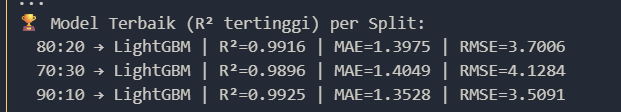 ...
🏆 Model Terbaik (R² tertinggi) per Split:
80:20 → LightGBM | R²=0.9916 | MAE=1.3975 | RMSE=3.7006
70:30 → LightGBM | R²=0.9896 | MAE=1.4049 | RMSE=4.1284
90:10 → LightGBM | R²=0.9925 | MAE=1.3528 | RMSE=3.5091